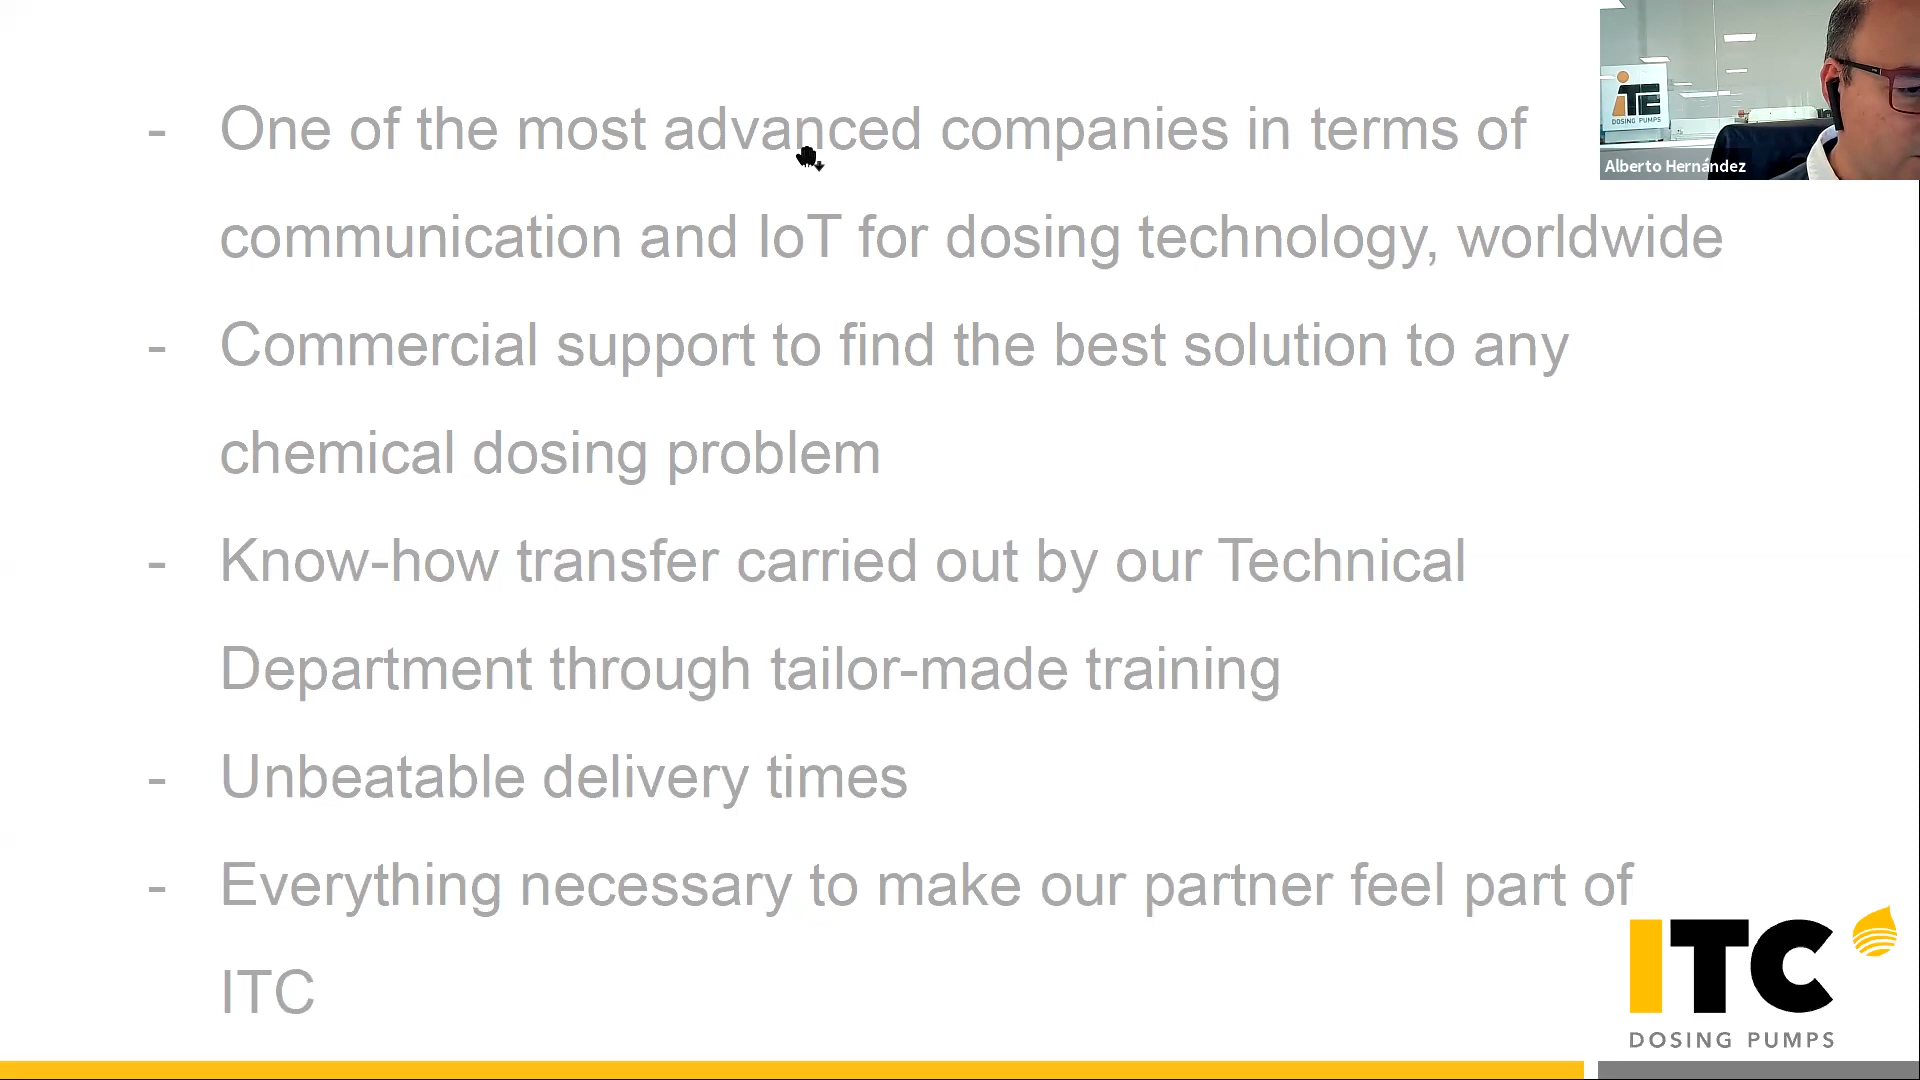 - One of the most advanced companies in terms of
communication and IoT for dosing technology, worldwide
- Commercial support to find the best solution to any
chemical dosing problem
- Know-how transfer carried out by our Technical
Department through tailor-made training
- Unbeatable delivery times
- Everything necessary to make our partner feel part of
ITC
ITC
DOSING PUMPS
Alberto Hernández
ITC
DOSING PUMPS